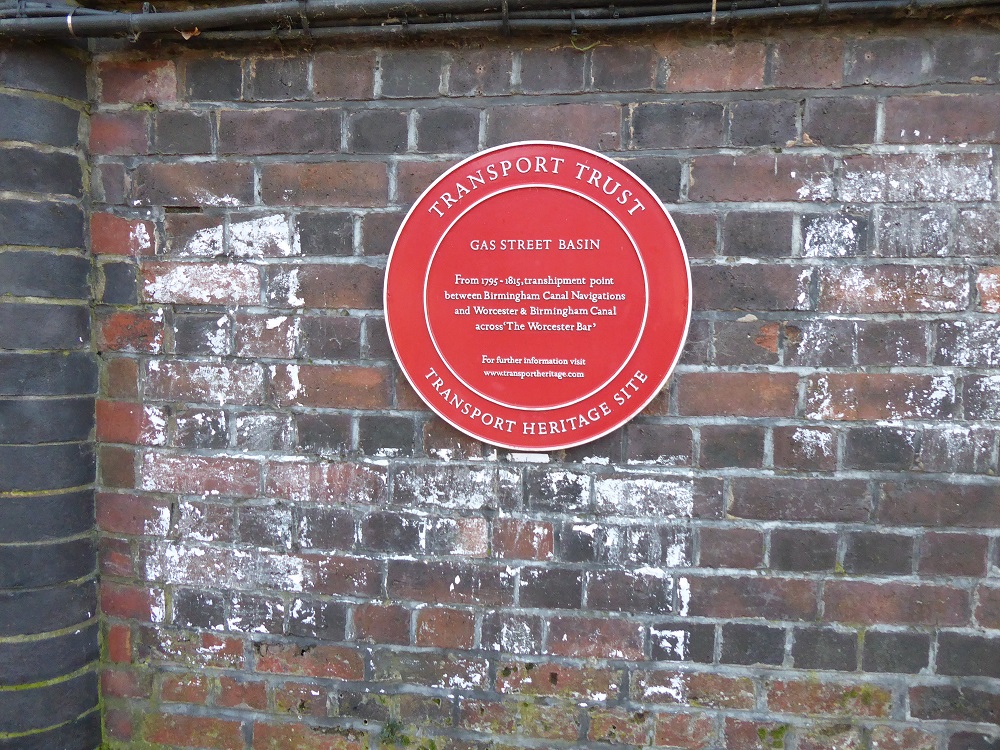 TRANSPORT TRUST
GAS STREET BASIN
From 1795-1815, transhipment point
between Birmingham Canal Navigations
and Worcester & Birmingham Canal
across 'The Worcester Bar'
For further information visit
www.transportheritage.com
TRANSPORT HERITAGE SITE